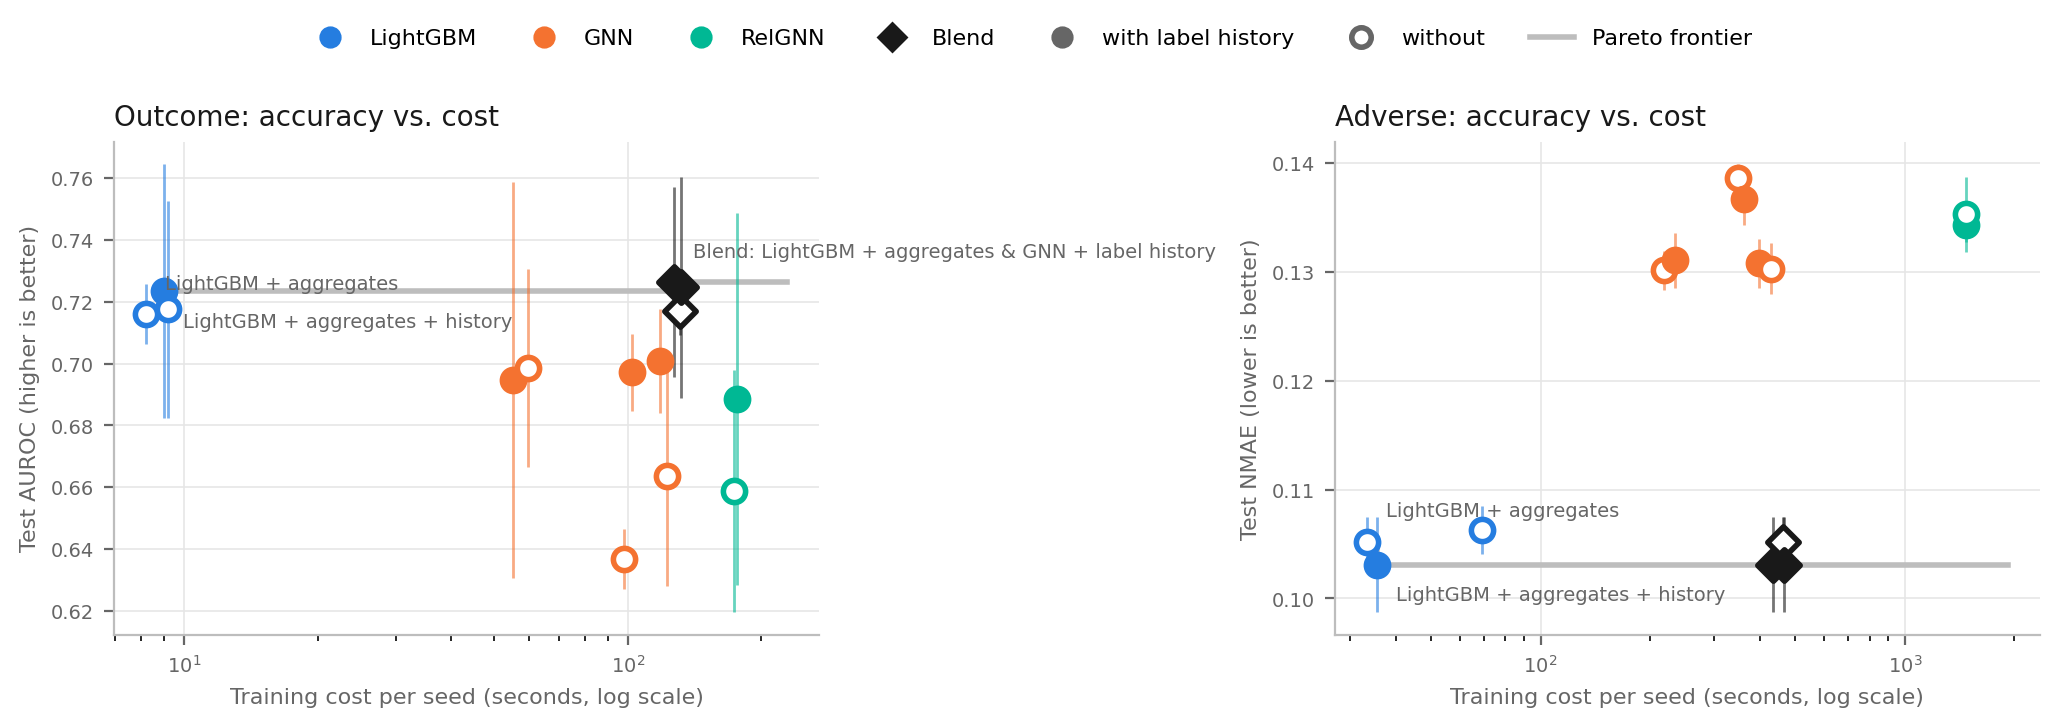 LightGBM GNN RelGNN Blend with label history without Pareto frontier
Outcome: accuracy vs. cost
Test AUROC (higher is better)
0.76
0.74
0.72
0.70
0.68
0.66
0.64
0.62
Blend: LightGBM + aggregates & GNN + label history
LightGBM + aggregates
LightGBM + aggregates + history
10¹ 10²
Training cost per seed (seconds, log scale)
Adverse: accuracy vs. cost
Test NMAE (lower is better)
0.14
0.13
0.12
0.11
0.10
LightGBM + aggregates
LightGBM + aggregates + history
10² 10³
Training cost per seed (seconds, log scale)